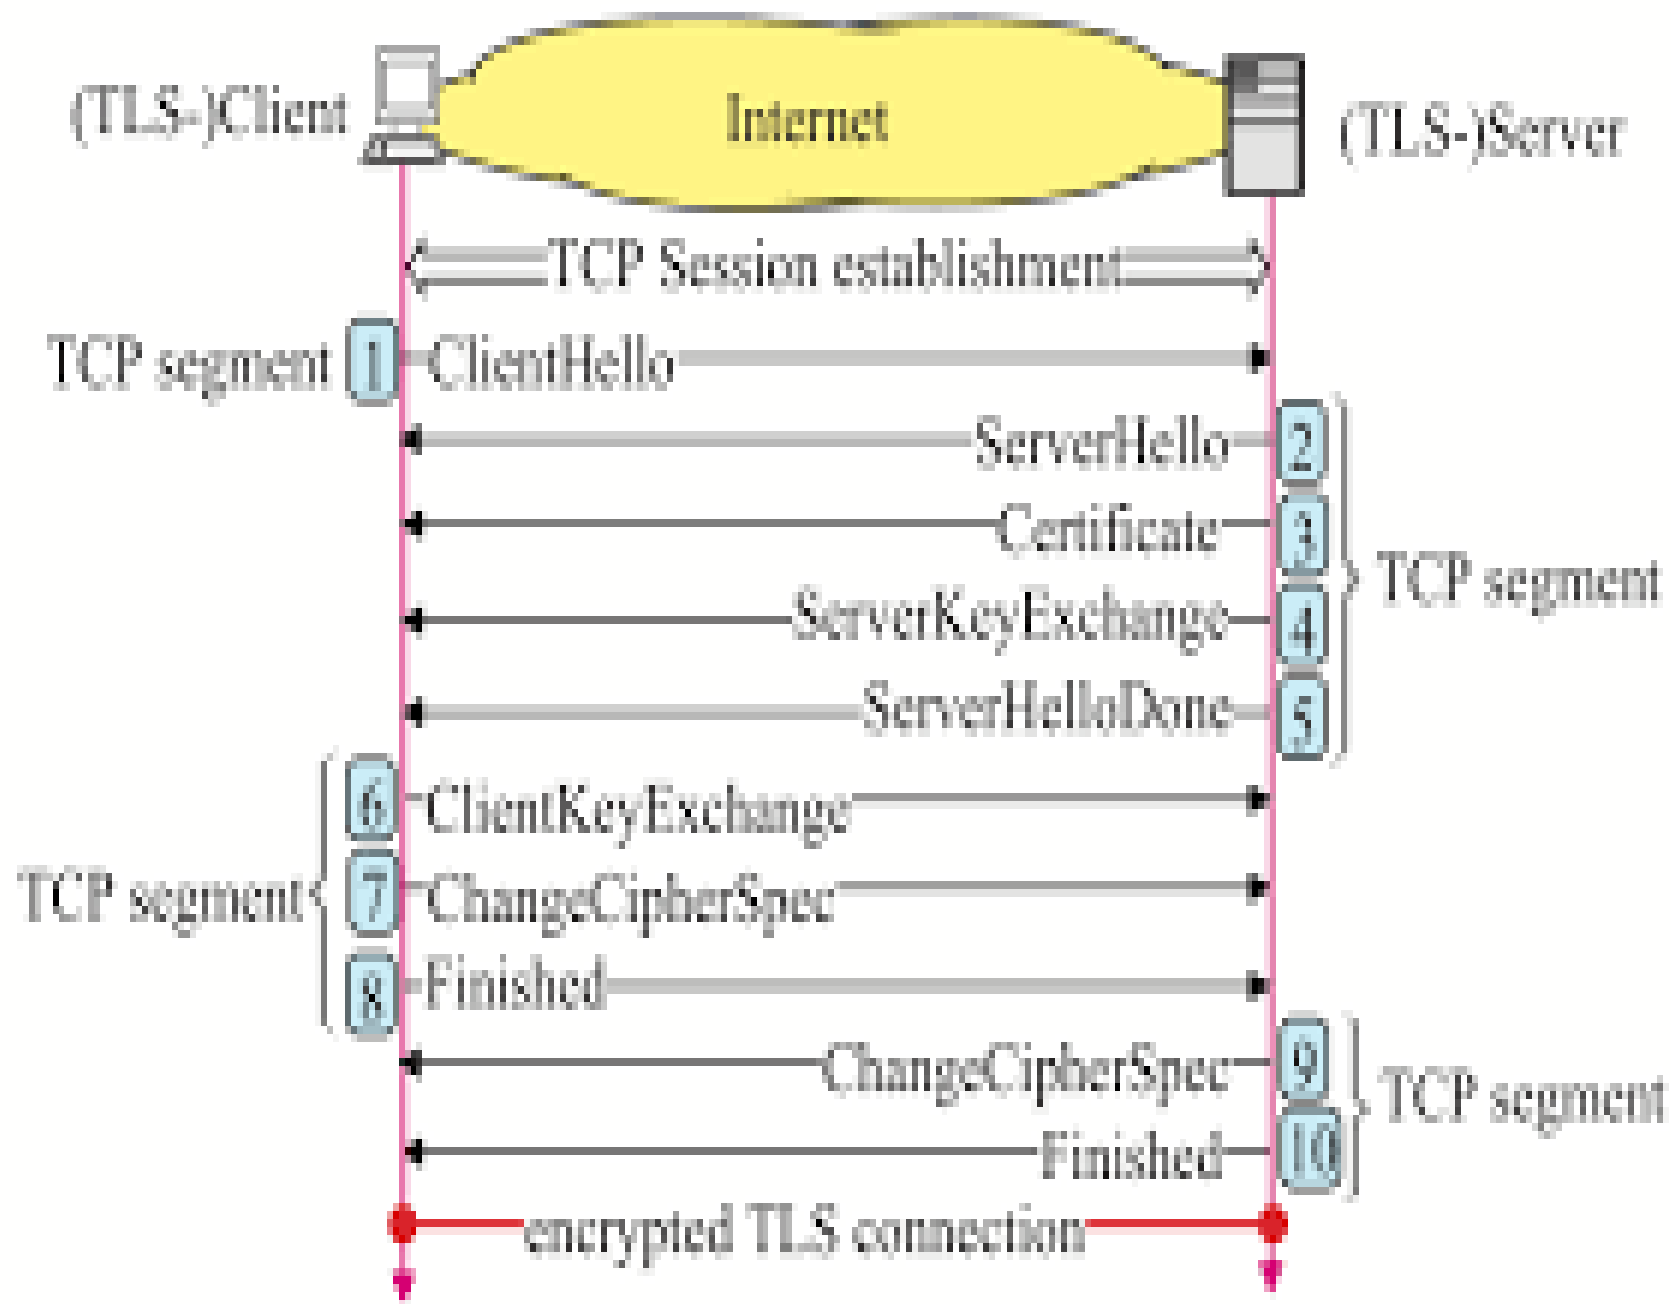 (TLS-)Client
Internet
(TLS-)Server
TCP Session establishment
TCP segment 1 ClientHello
ServerHello 2
Certificate 3
TCP segment
ServerKeyExchange 4
ServerHelloDone 5
6 ClientKeyExchange
TCP segment 7 ChangeCipherSpec
8 Finished
ChangeCipherSpec 9
TCP segment
Finished 10
encrypted TLS connection